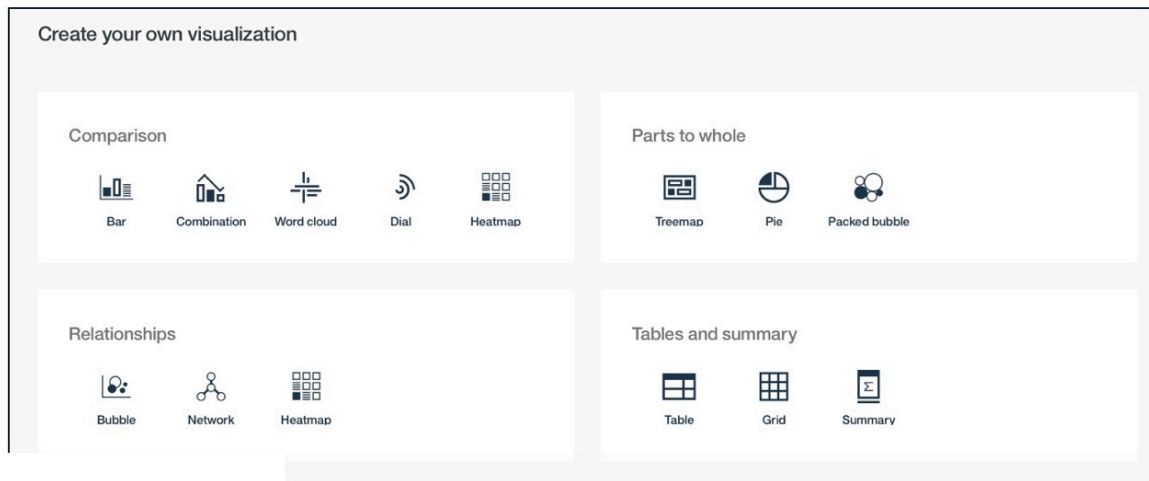 Create your own visualization
Comparison
Bar Combination Word cloud Dial Heatmap
Parts to whole
Treemap Pie Packed bubble
Relationships
Bubble Network Heatmap
Tables and summary
Table Grid Summary